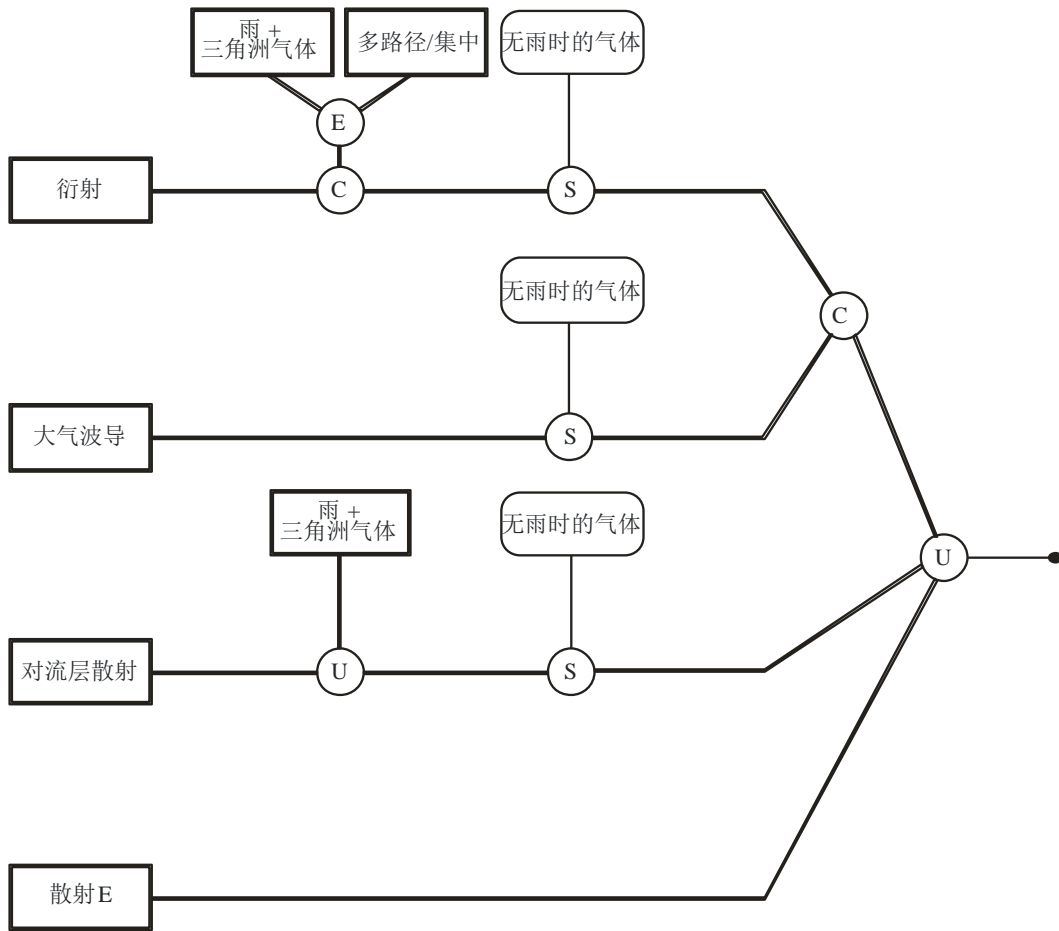 雨 +
三角洲气体
多路径/集中
无雨时的气体
E
衍射
C
S
无雨时的气体
C
大气波导
S
雨 +
三角洲气体
无雨时的气体
U
对流层散射
U
S
散射E